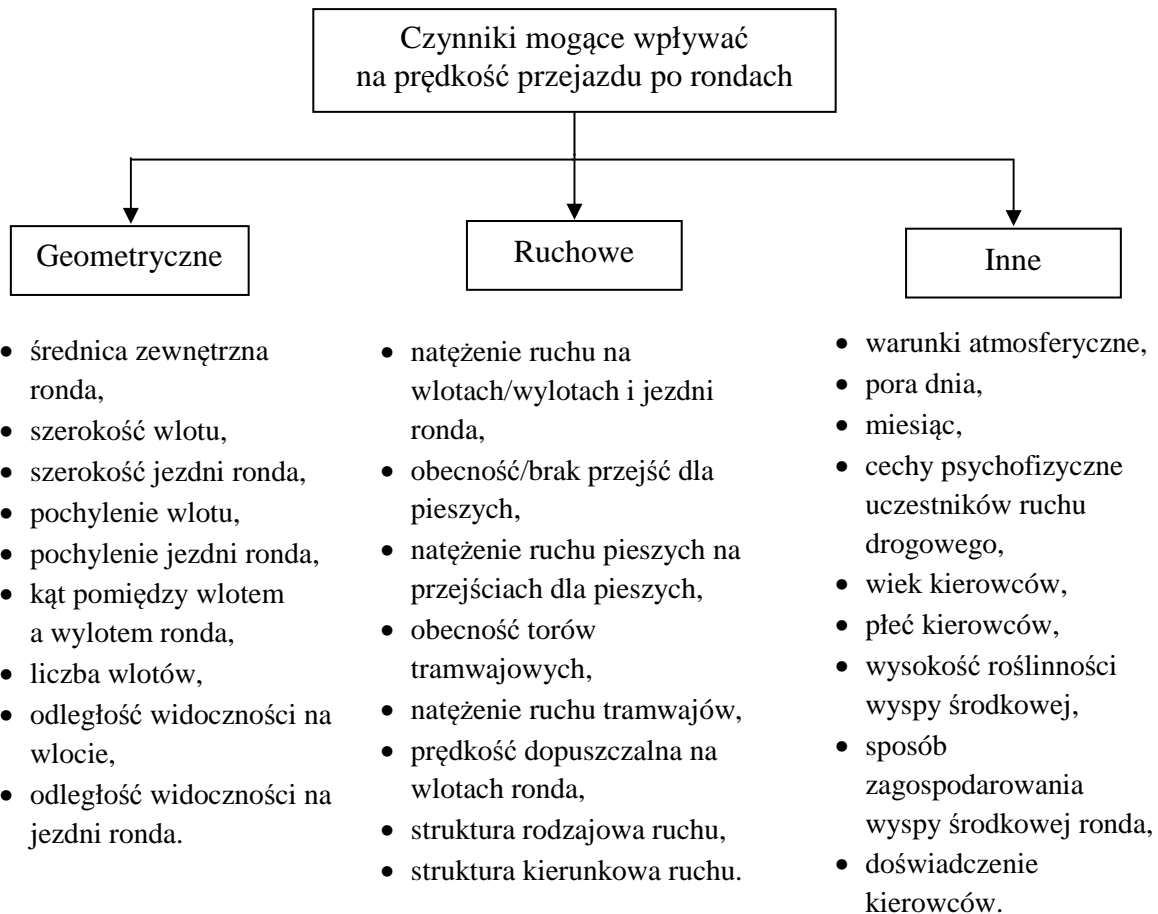 Czynniki mogące wpływać
na prędkość przejazdu po rondach
Geometryczne
• średnica zewnętrzna
ronda,
• szerokość wlotu,
• szerokość jezdni ronda,
• pochylenie wlotu,
• pochylenie jezdni ronda,
• kąt pomiędzy wlotem
a wylotem ronda,
• liczba wlotów,
• odległość widoczności na
wlocie,
• odległość widoczności na
jezdni ronda.
Ruchowe
• natężenie ruchu na
wlotach/wylotach i jezdni
ronda,
• obecność/brak przejść dla
pieszych,
• natężenie ruchu pieszych na
przejściach dla pieszych,
• obecność torów
tramwajowych,
• natężenie ruchu tramwajów,
• prędkość dopuszczalna na
wlotach ronda,
• struktura rodzajowa ruchu,
• struktura kierunkowa ruchu.
Inne
• warunki atmosferyczne,
• pora dnia,
• miesiąc,
• cechy psychofizyczne
uczestników ruchu
drogowego,
• wiek kierowców,
• płeć kierowców,
• wysokość roślinności
wyspy środkowej,
• sposób
zagospodarowania
wyspy środkowej ronda,
• doświadczenie
kierowców.